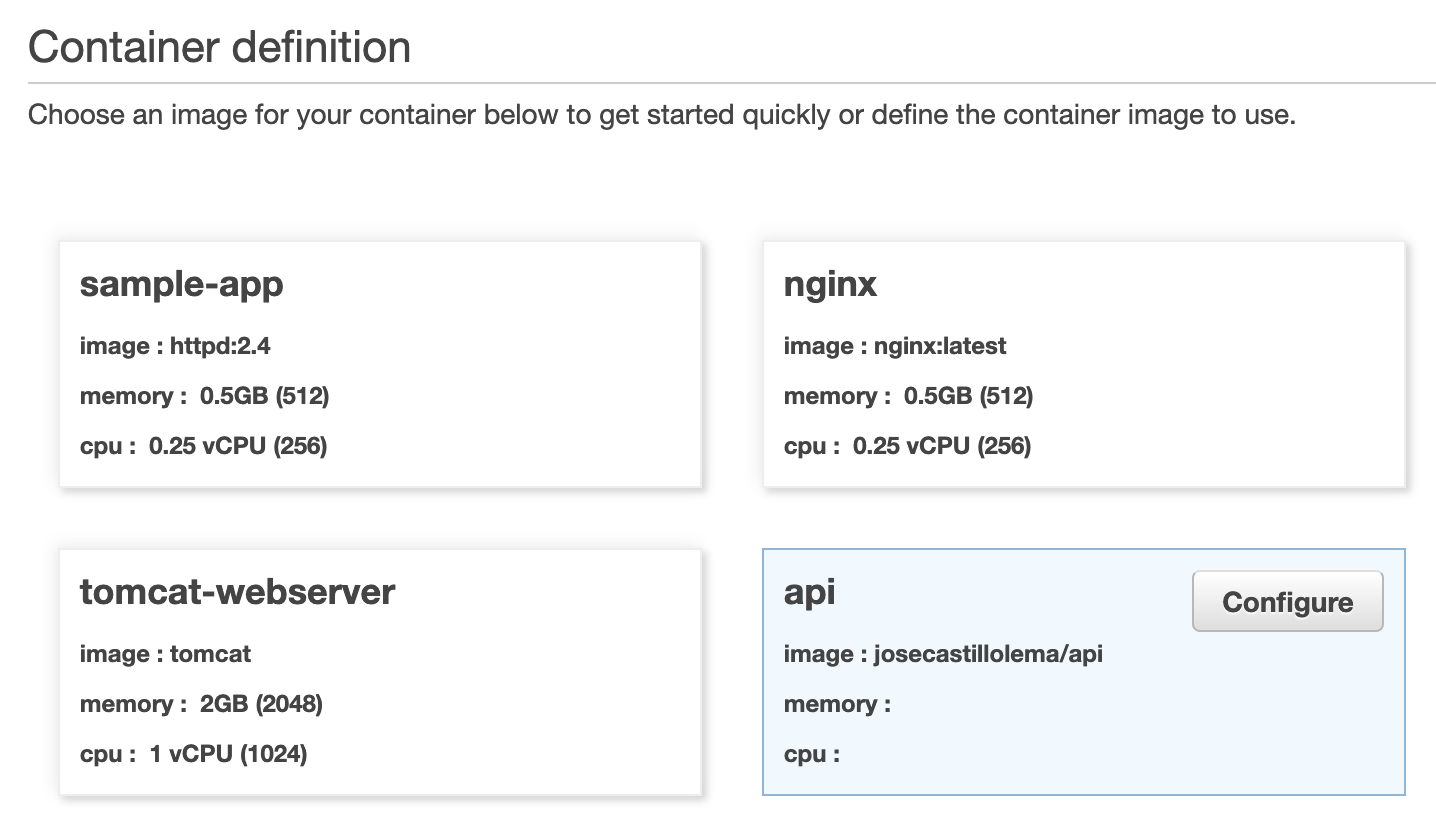 Container definition
Choose an image for your container below to get started quickly or define the container image to use.
sample-app
image : httpd:2.4
memory : 0.5GB (512)
cpu : 0.25 vCPU (256)
nginx
image : nginx:latest
memory : 0.5GB (512)
cpu : 0.25 vCPU (256)
tomcat-webserver
image : tomcat
memory : 2GB (2048)
cpu : 1 vCPU (1024)
api
Configure
image : josecastillolema/api
memory :
cpu :